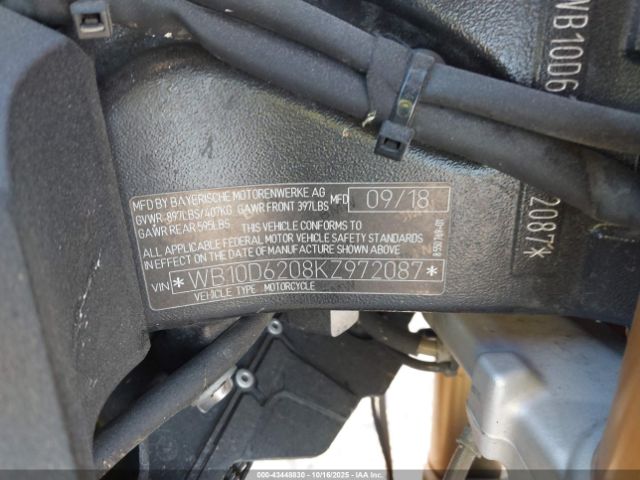 MFD BY BAYERISCHE MOTORENWERKE AG
MFD 09/18
GVWR-897LBS/407KG GAWR FRONT 397LBS
GAWR REAR 595LBS THIS VEHICLE CONFORMS TO
ALL APPLICABLE FEDERAL MOTOR VEHICLE SAFETY STANDARDS
IN EFFECT ON THE DATE OF MANUFACTURE SHOWN ABOVE
VIN *WB10D6208KZ972087*
VEHICLE TYPE MOTORCYCLE
WB10D6
2087*
000-43448830 - 10/16/2025 - IAAHOLDINGS, LLC